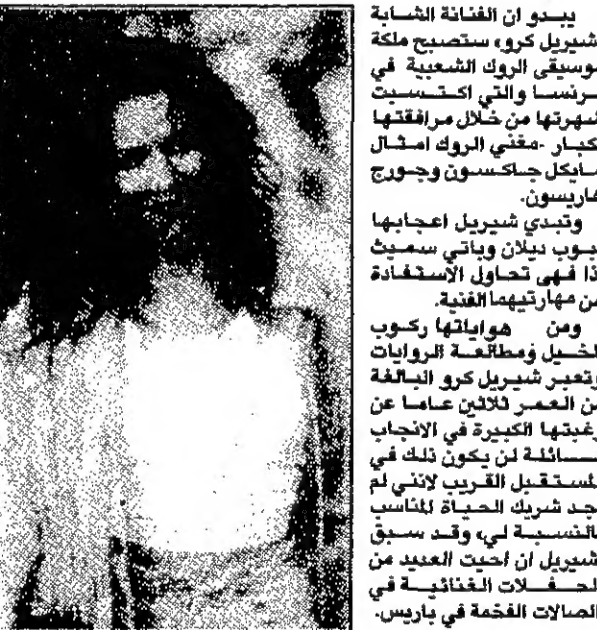 يبدو ان الفنانة الشابة
شيريل كرو، ستصبح ملكة
موسيقى الروك الشعبية في
فرنسا والتي اكتسبت
شهرتها من خلال مرافقتها
لكبار -مغني الروك امثال
مايكل جاكسون وجورج
هاريسون.
وتبدي شيريل اعجابها
ببوب ديلان وباتي سميث
لذا فهي تحاول الإستفادة
من مهارتيهما الفنية.
ومن هواياتها ركوب
الخيل ومطالعة الروايات
وتعبر شيريل كرو البالغة
من العمر ثلاثين عاما عن
رغبتها الكبيرة في الانجاب
قائلة لن يكون ذلك في
المستقبل القريب لانني لم
اجد شريك الحياة المناسب
بالنسبة لي، وقد سبق
لشيريل ان احيت العديد من
الحفلات الغنائية في
الصالات الفخمة في باريس.